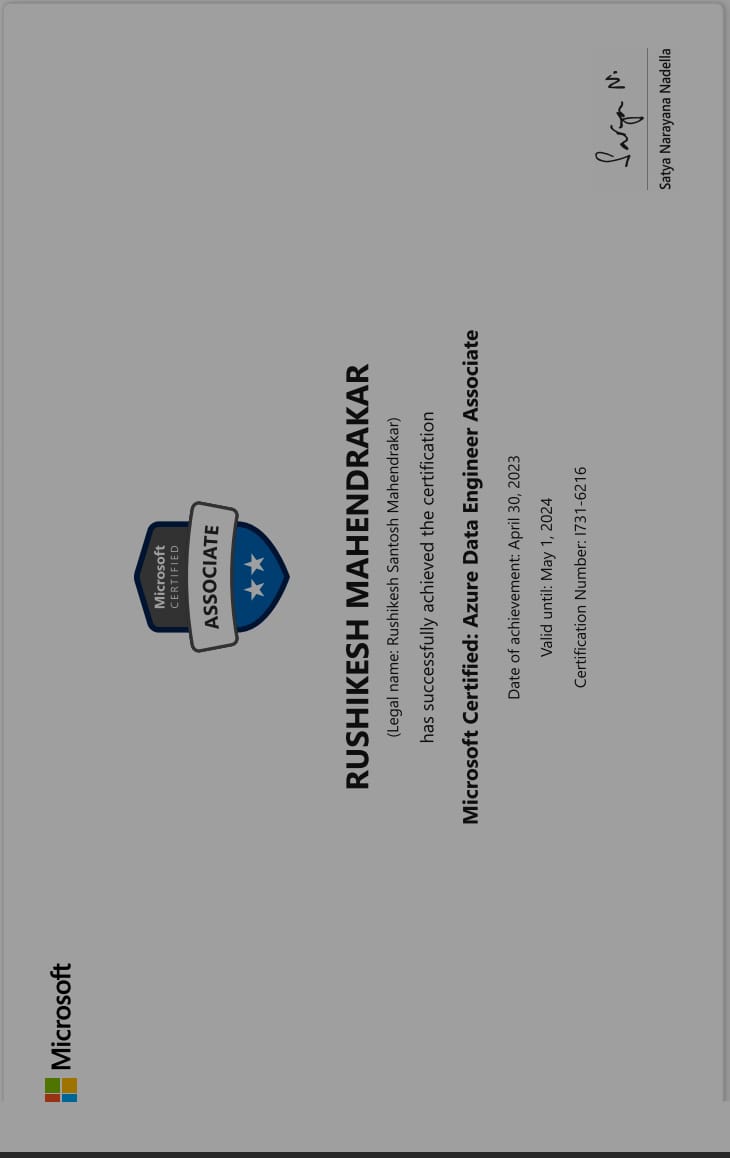 Microsoft
Microsoft
CERTIFIED
ASSOCIATE
RUSHIKESH MAHENDRAKAR
(Legal name: Rushikesh Santosh Mahendrakar)
has successfully achieved the certification
Microsoft Certified: Azure Data Engineer Associate
Date of achievement: April 30, 2023
Valid until: May 1, 2024
Certification Number: I731-6216
Satya N.
Satya Narayana Nadella